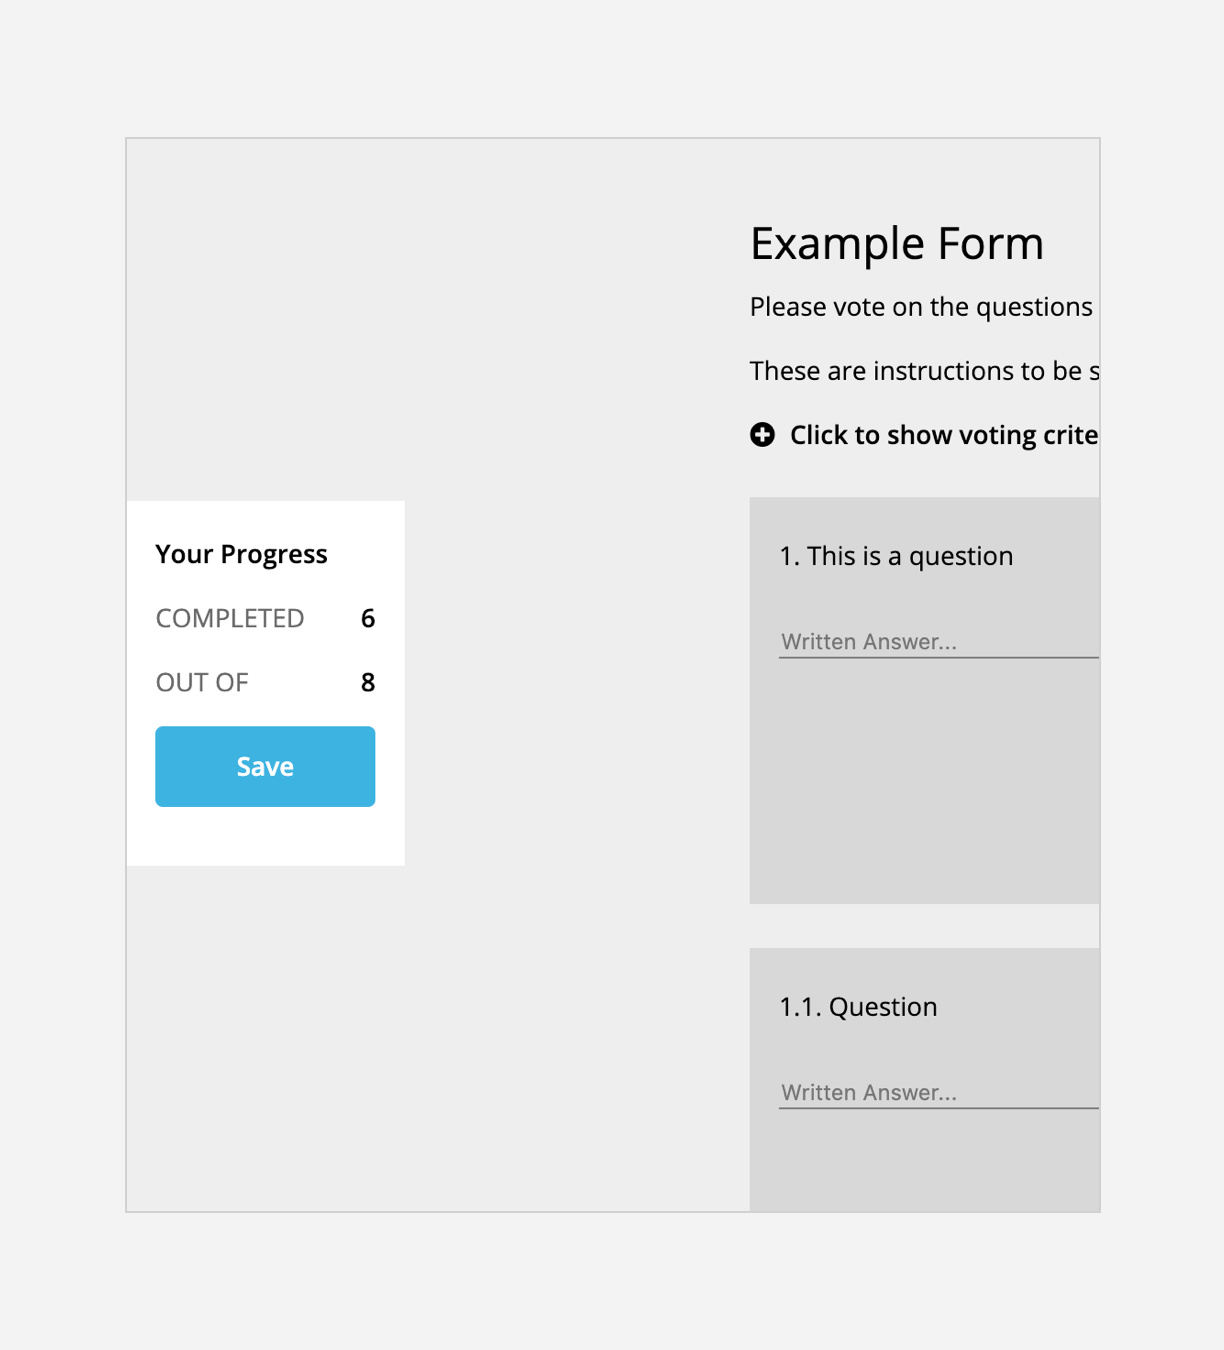 Example Form
Please vote on the questions
These are instructions to be s
Click to show voting crite
Your Progress
COMPLETED 6
OUT OF 8
Save
1. This is a question
Written Answer...
1.1. Question
Written Answer...